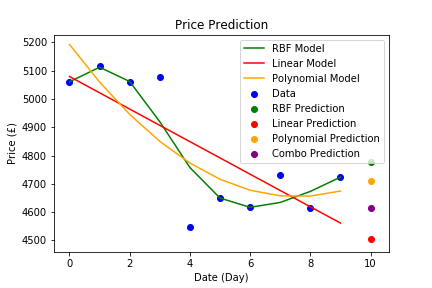 Price Prediction
RBF Model
Linear Model
Polynomial Model
Data
RBF Prediction
Linear Prediction
Polynomial Prediction
Combo Prediction
5200
5100
5000
4900
4800
4700
4600
4500
Price (£)
0 2 4 6 8 10
Date (Day)